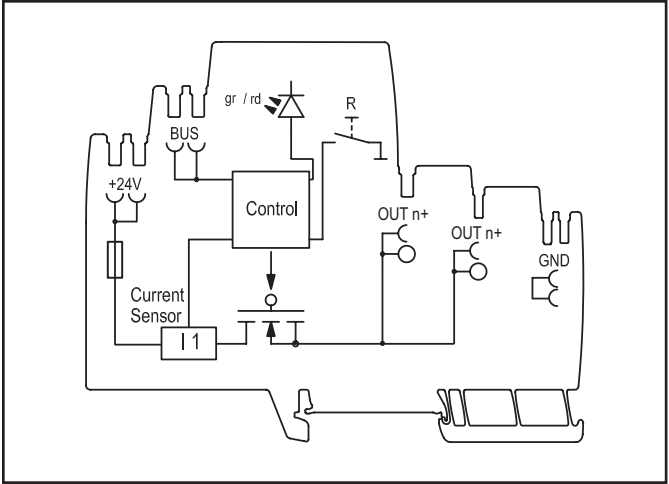 gr / rd
R
BUS
+24V
Control
OUT n+
OUT n+
GND
Current
Sensor
I 1